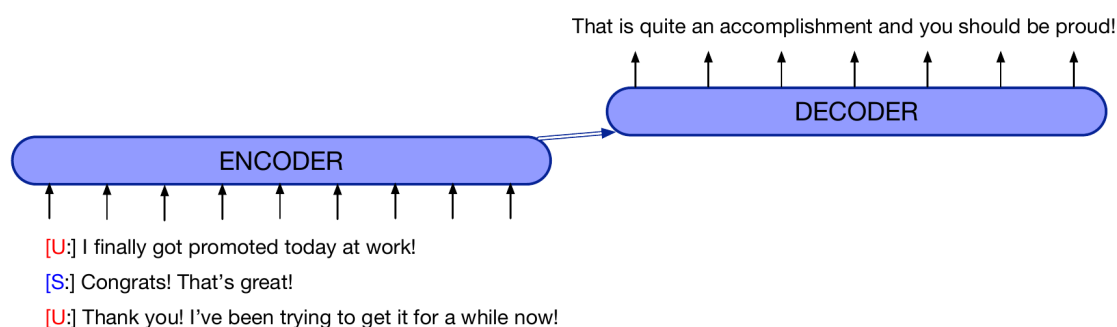 That is quite an accomplishment and you should be proud!
DECODER
ENCODER
[U:] I finally got promoted today at work!
[S:] Congrats! That's great!
[U:] Thank you! I've been trying to get it for a while now!